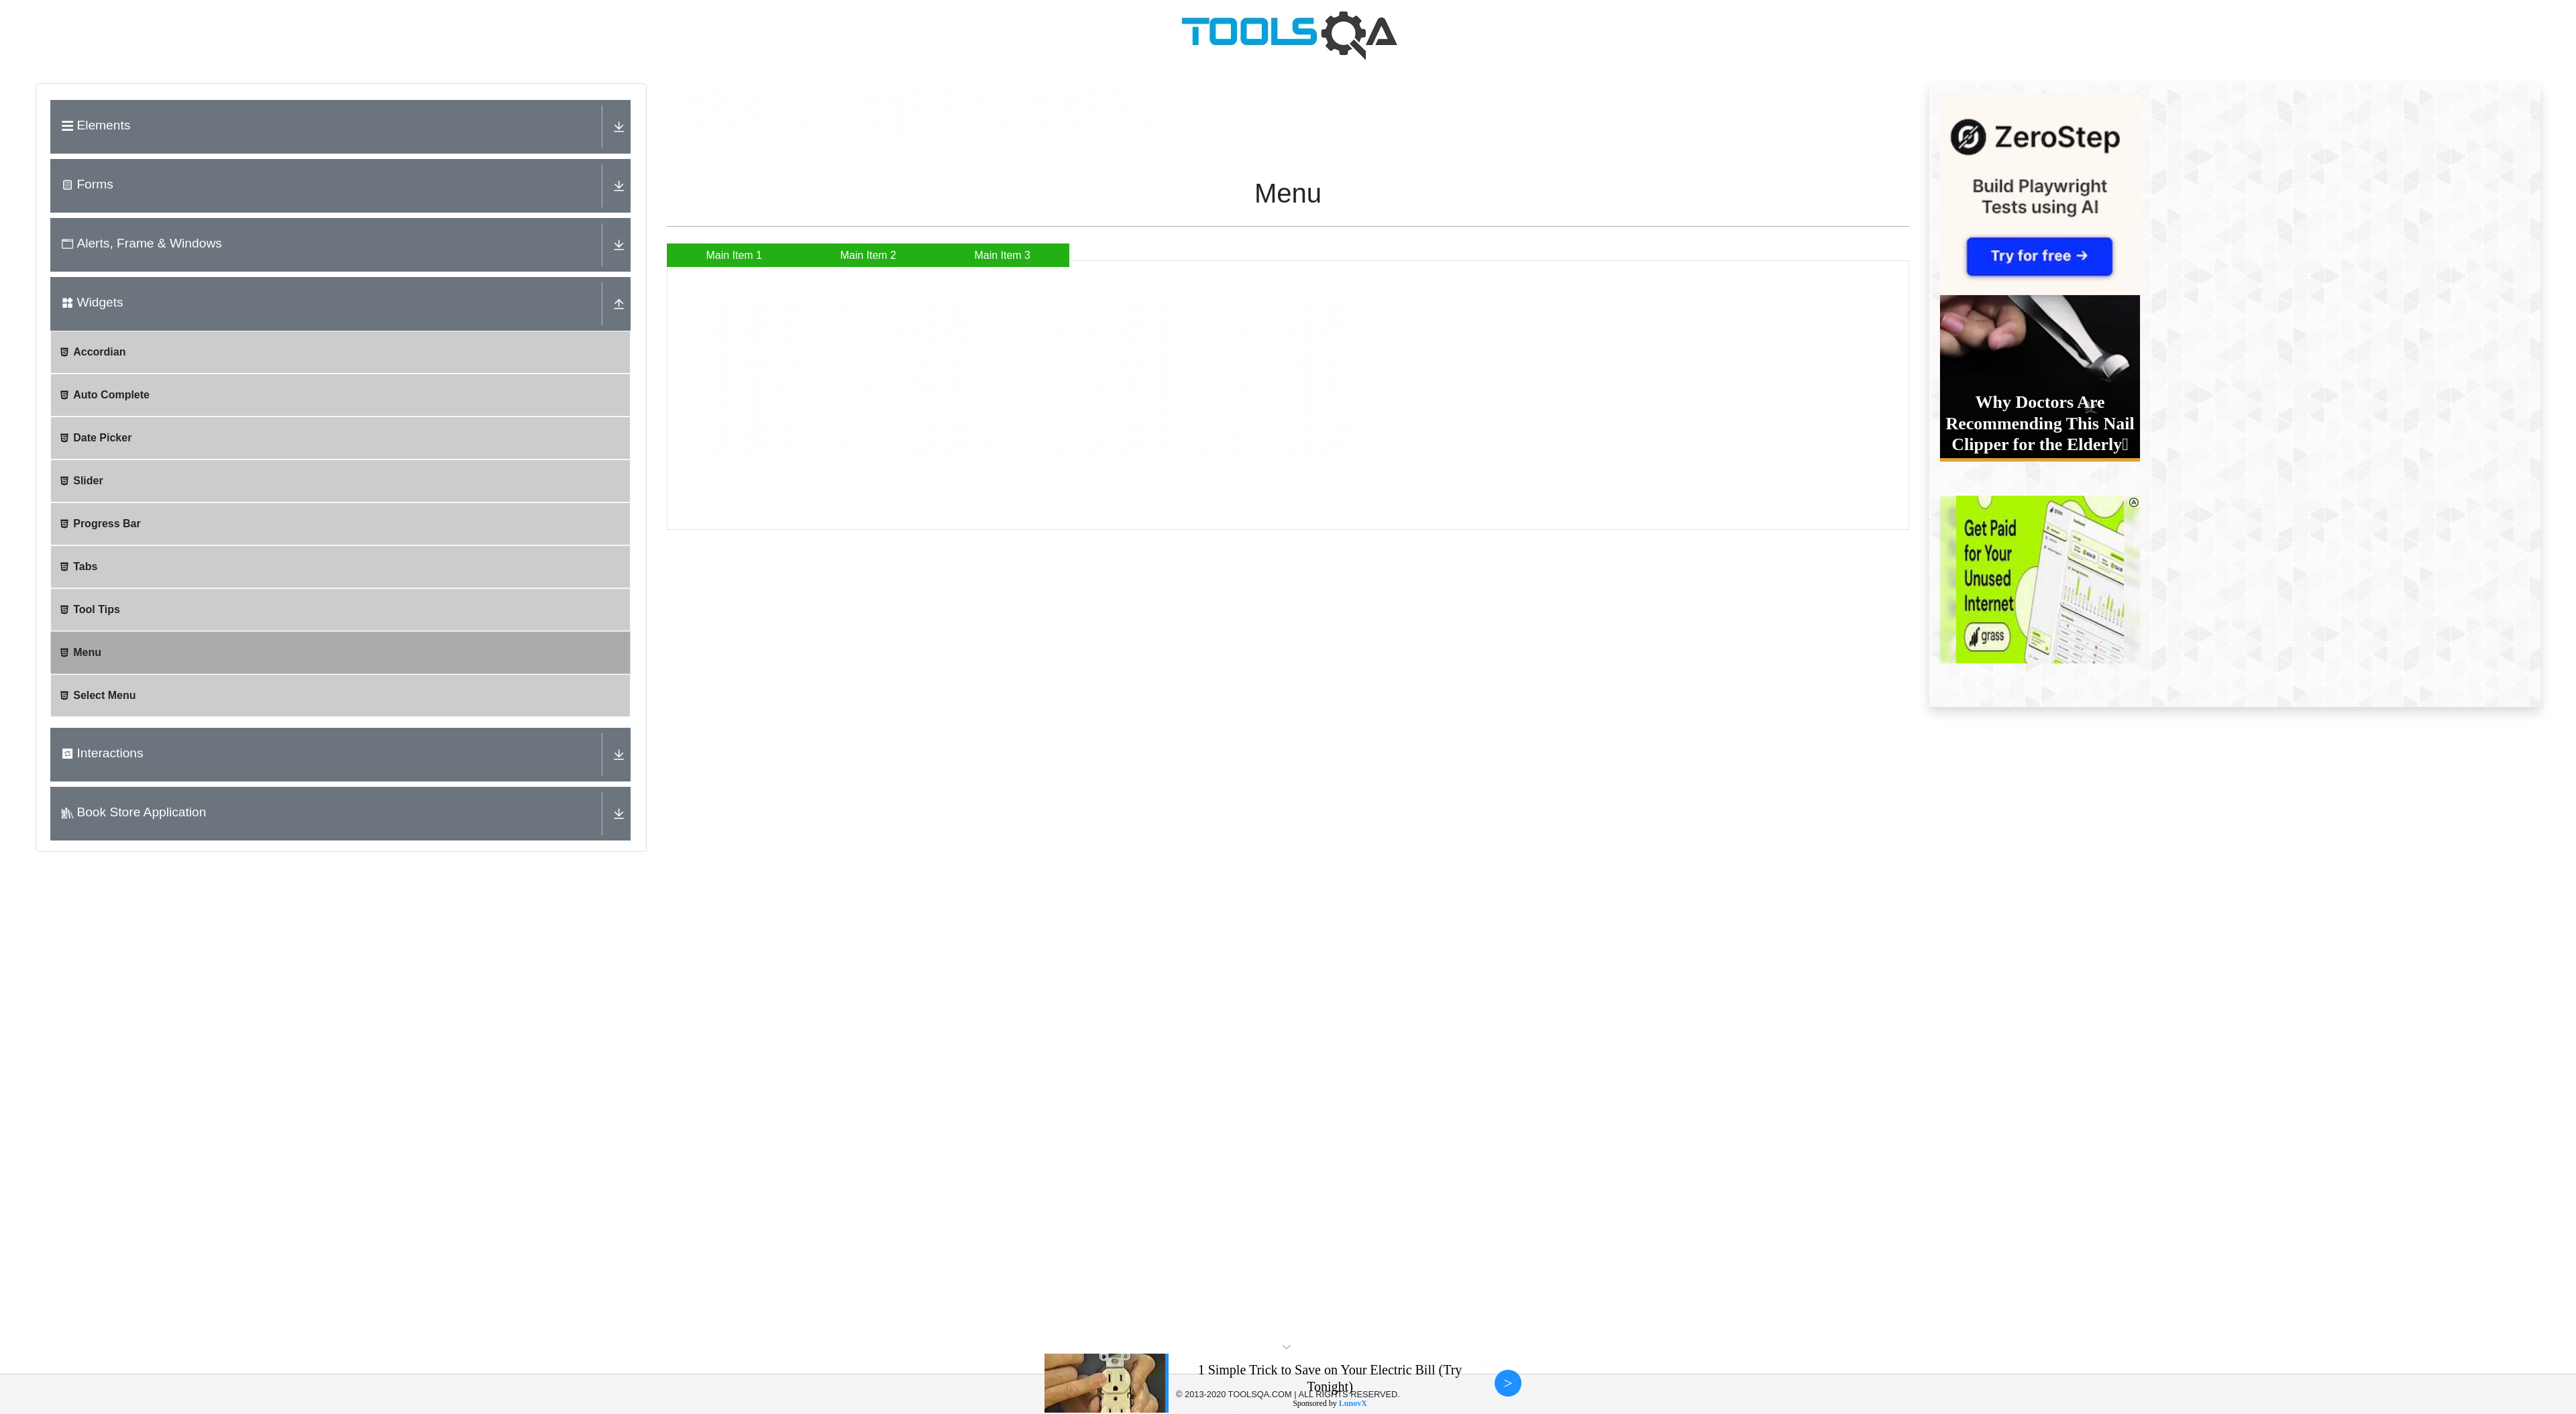 TOOLSQA
Elements
Forms
Alerts, Frame & Windows
Widgets
Accordian
Auto Complete
Date Picker
Slider
Progress Bar
Tabs
Tool Tips
Menu
Select Menu
Interactions
Book Store Application
Menu
Main Item 1
Main Item 2
Main Item 3
ZeroStep
Build Playwright
Tests using AI
Try for free →
Why Doctors Are
Recommending This Nail
Clipper for the Elderly
Get Paid
for Your
Unused
Internet
grass
1 Simple Trick to Save on Your Electric Bill (Try
Tonight)
© 2013-2020 TOOLSQA.COM | ALL RIGHTS RESERVED.
Sponsored by LunovX
>